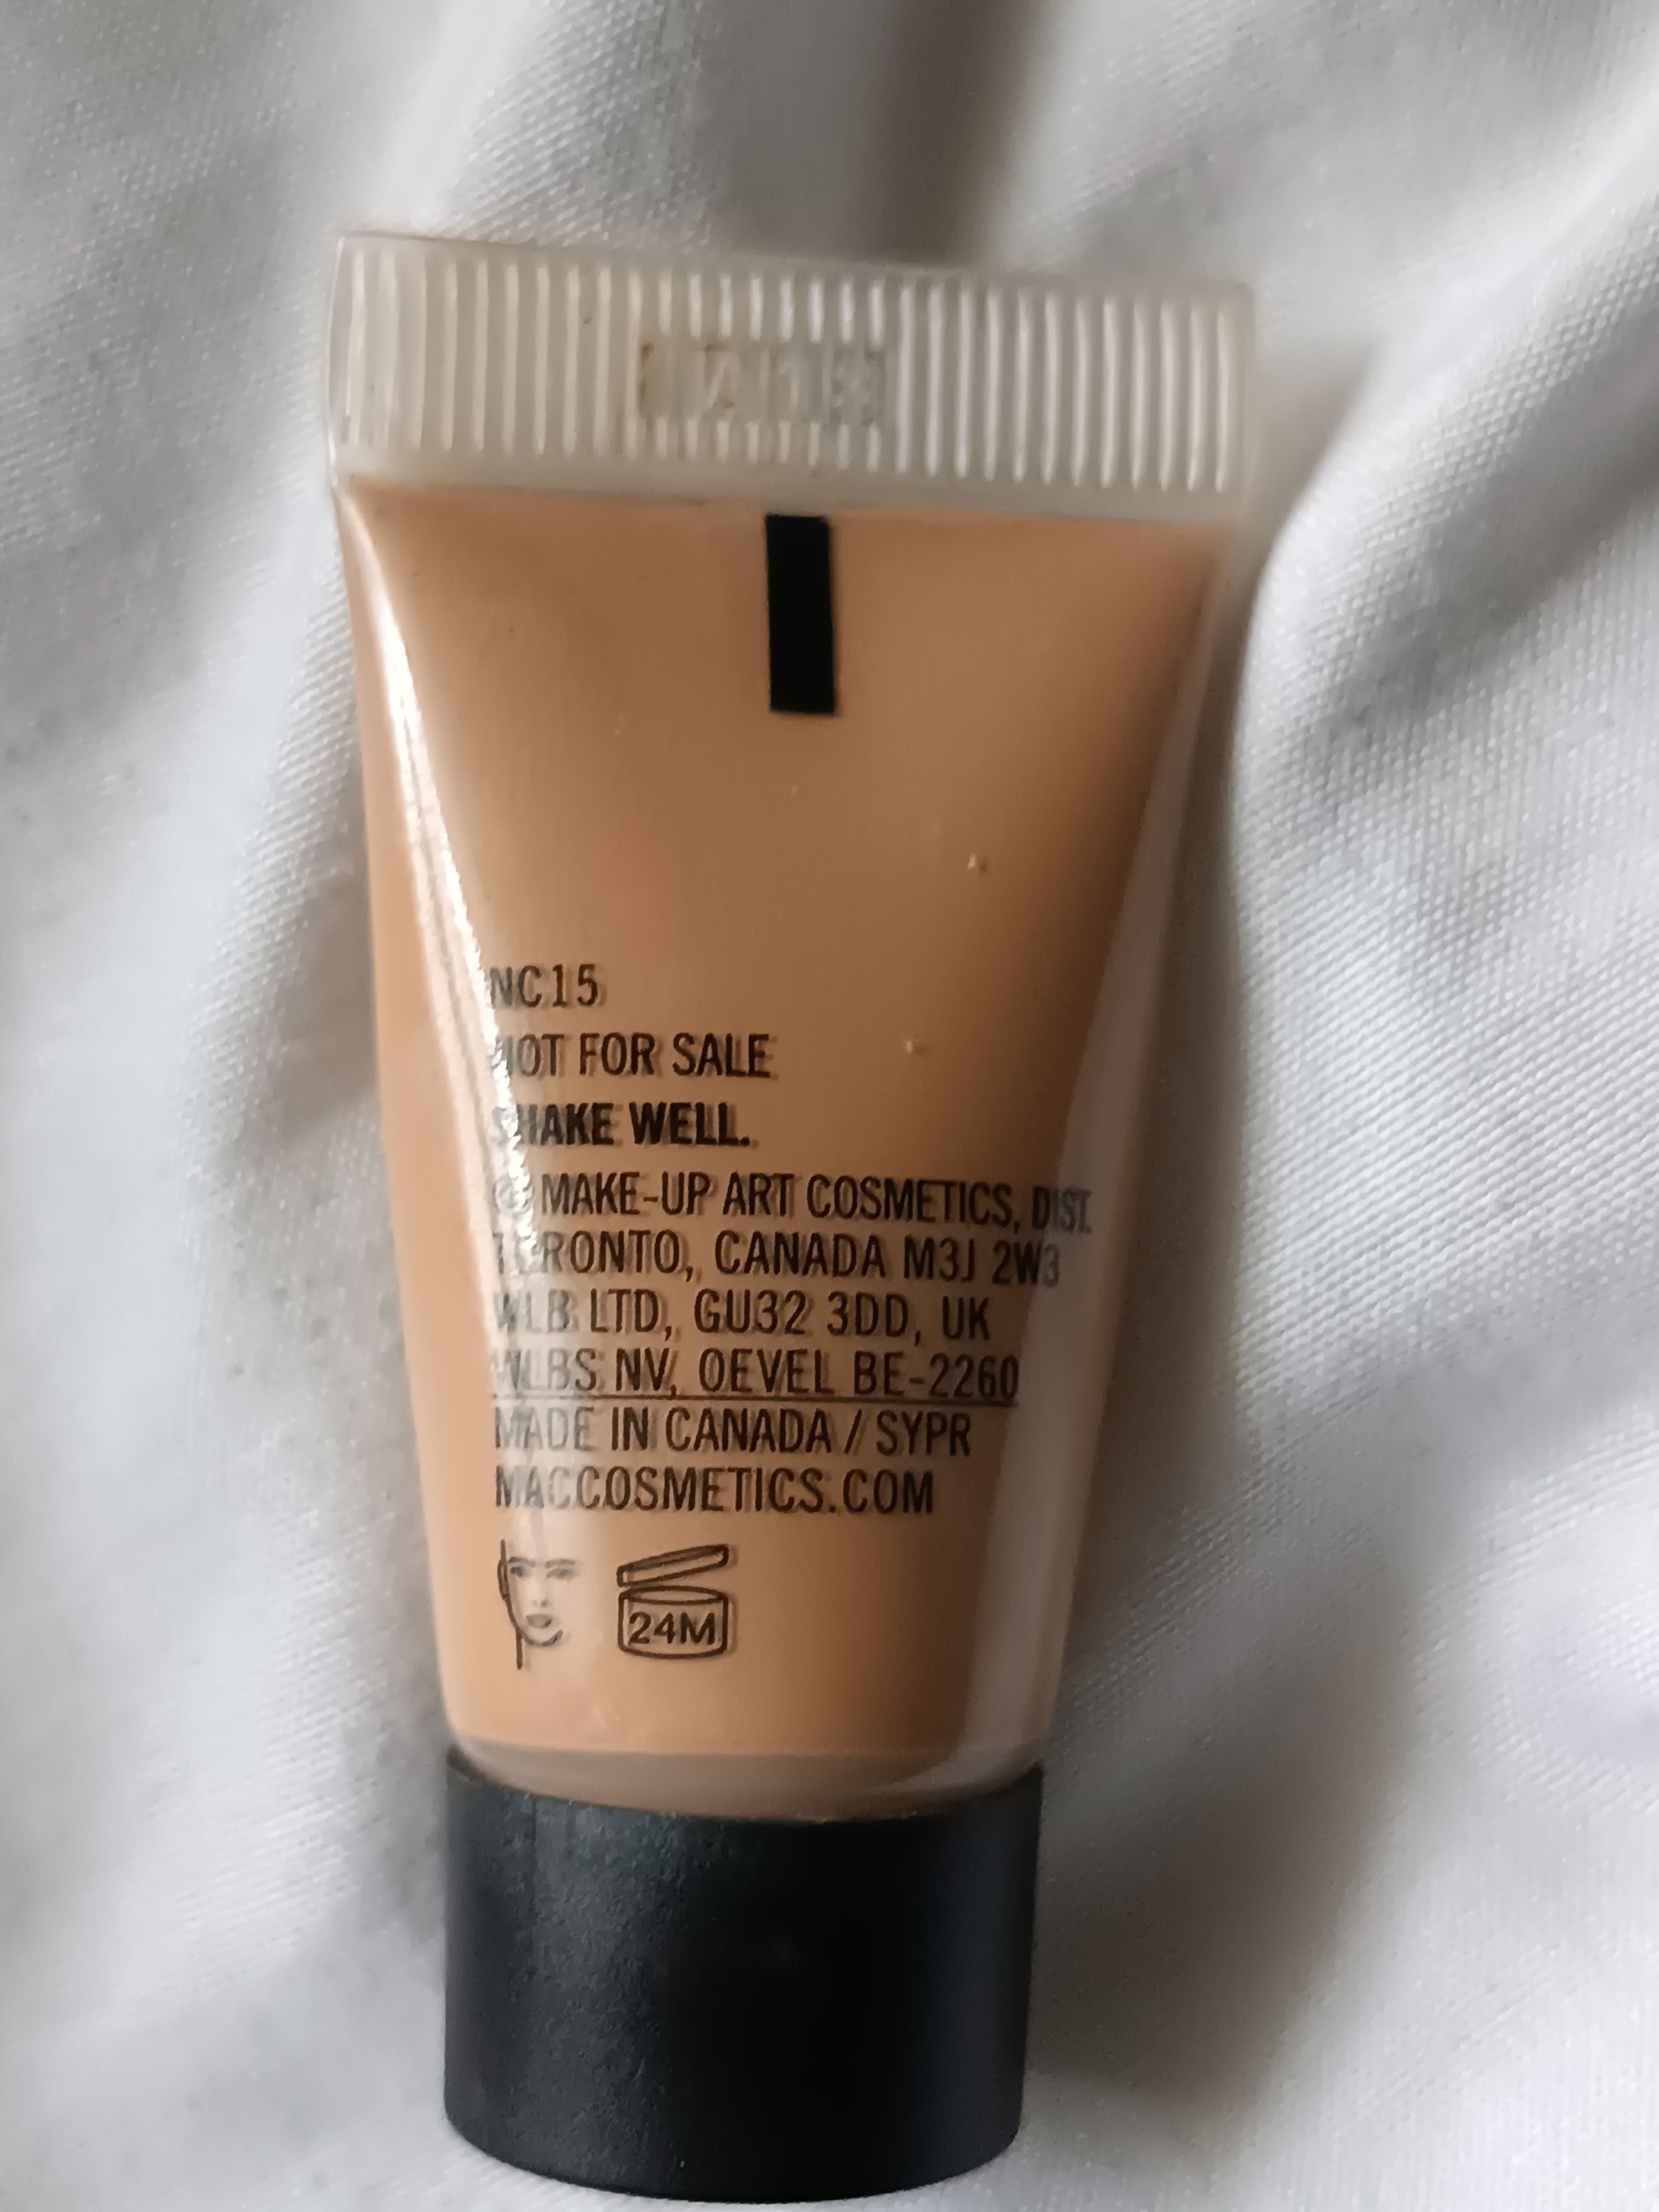 NC15
NOT FOR SALE
SHAKE WELL.
© MAKE-UP ART COSMETICS, DIST.
TORONTO, CANADA M3J 2W3
WLB LTD, GU32 3DD, UK
WLBS NV, OEVEL BE-2260
MADE IN CANADA / SYPR
MACCOSMETICS.COM
24M